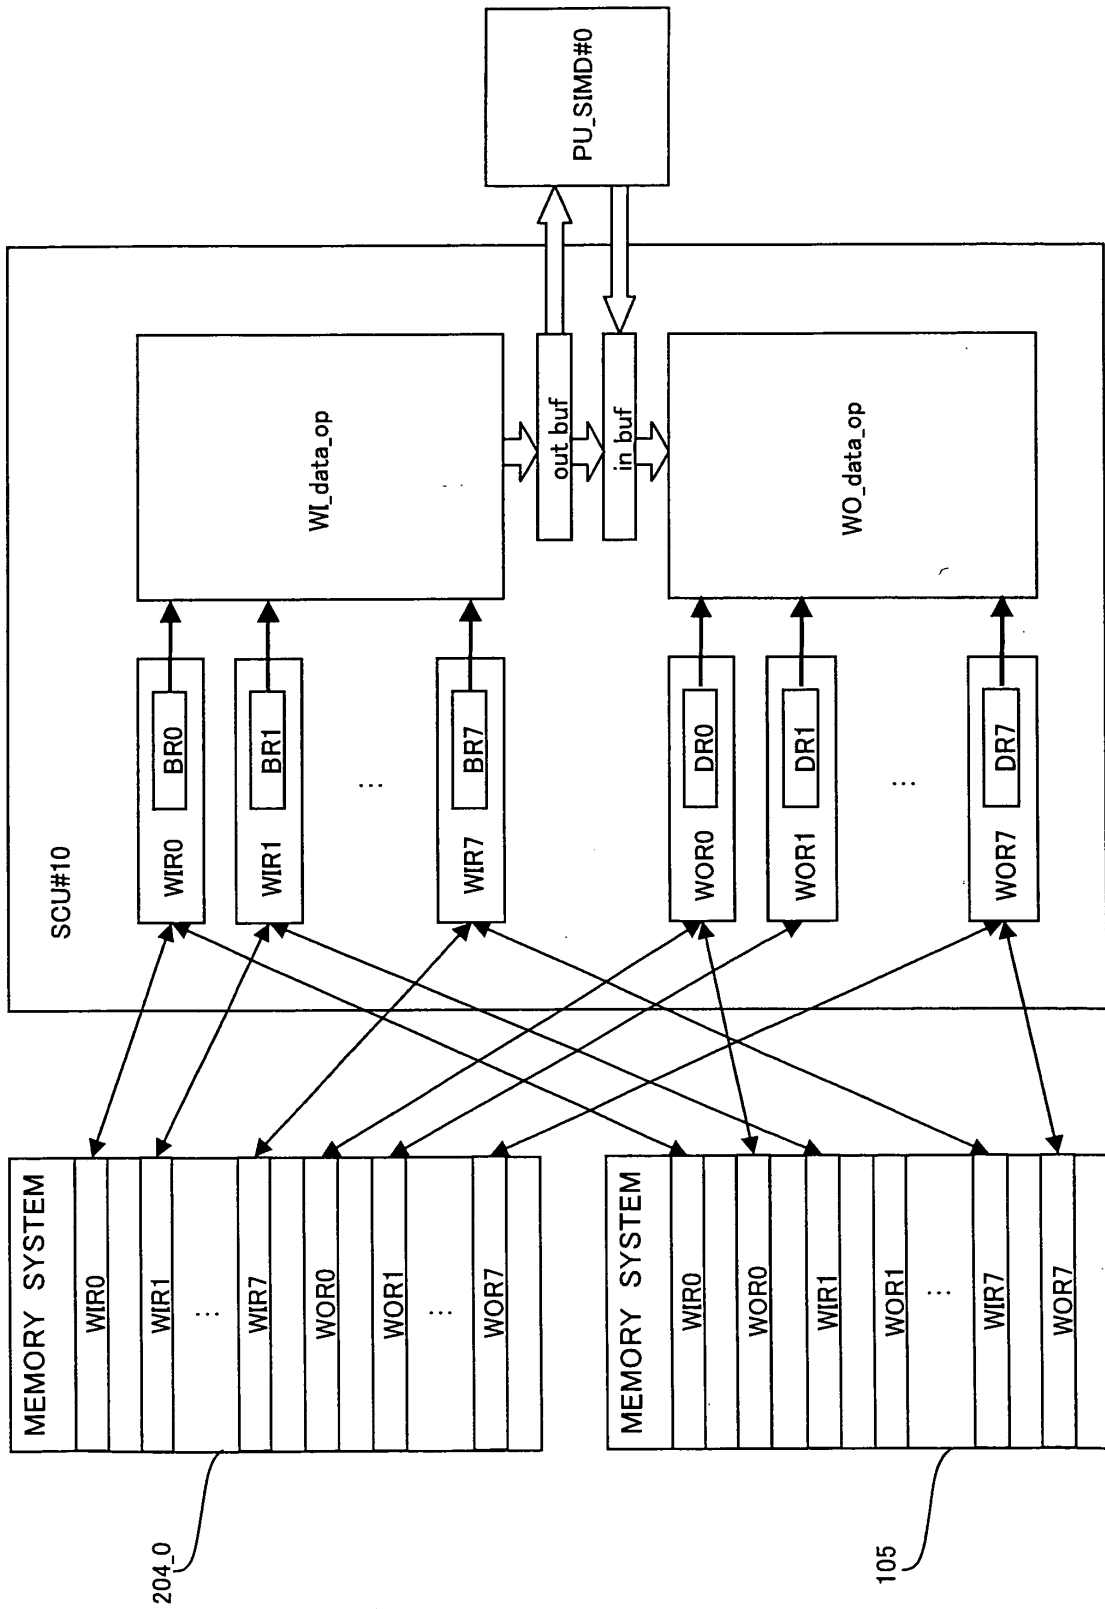 204_0
MEMORY SYSTEM
WIR0
WIR1
...
WIR7
WOR0
WOR1
...
WOR7
105
MEMORY SYSTEM
WIR0
WOR0
WIR1
WOR1
...
WIR7
WOR7
SCU#10
WIR0 BR0
WIR1 BR1
...
WIR7 BR7
WOR0 DR0
WOR1 DR1
...
WOR7 DR7
WI_data_op
out buf
in buf
WO_data_op
PU_SIMD#0